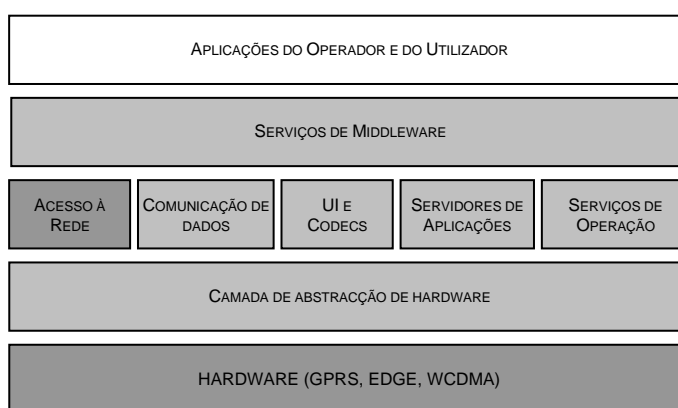 APLICAÇÕES DO OPERADOR E DO UTILIZADOR
SERVIÇOS DE MIDDLEWARE
ACESSO À
REDE
COMUNICAÇÃO DE
DADOS
UI E
CODECS
SERVIDORES DE
APLICAÇÕES
SERVIÇOS DE
OPERAÇÃO
CAMADA DE ABSTRACÇÃO DE HARDWARE
HARDWARE (GPRS, EDGE, WCDMA)